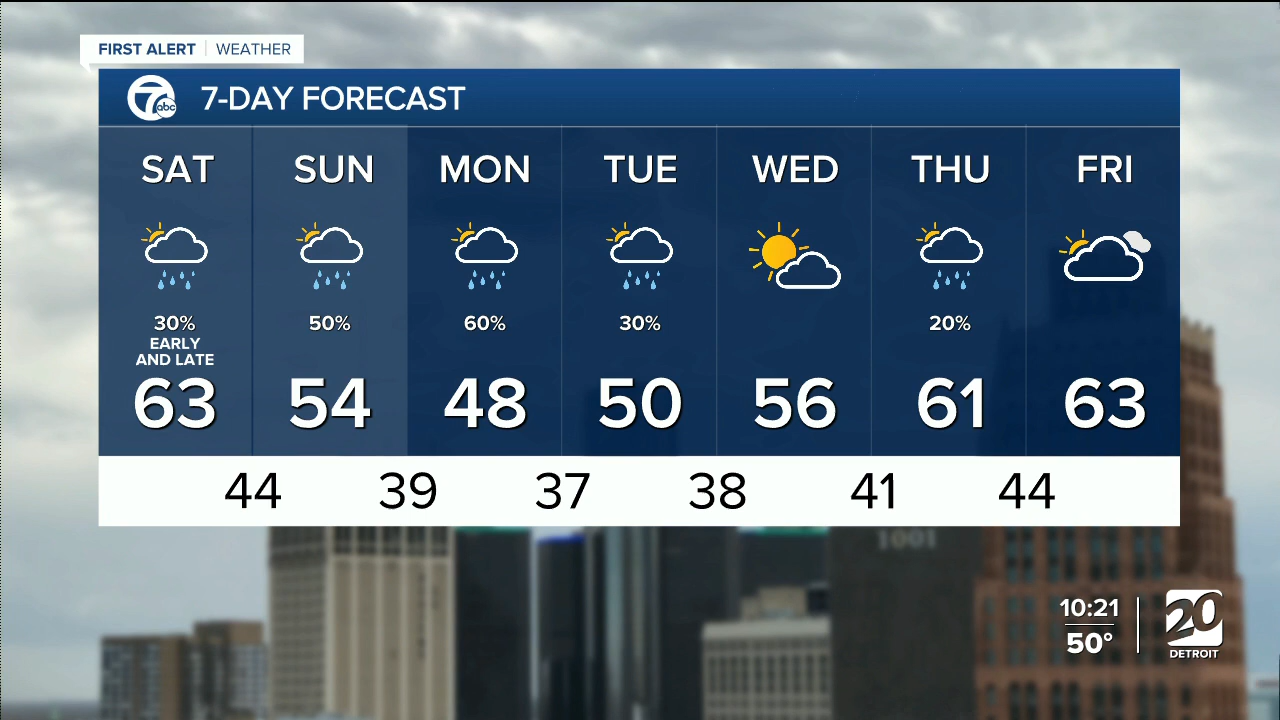 FIRST ALERT WEATHER
7 abc 7-DAY FORECAST
SAT SUN MON TUE WED THU FRI
30% 50% 60% 30% 20%
EARLY
AND LATE
63 54 48 50 56 61 63
44 39 37 38 41 44
1001
10:21
50°
20
DETROIT